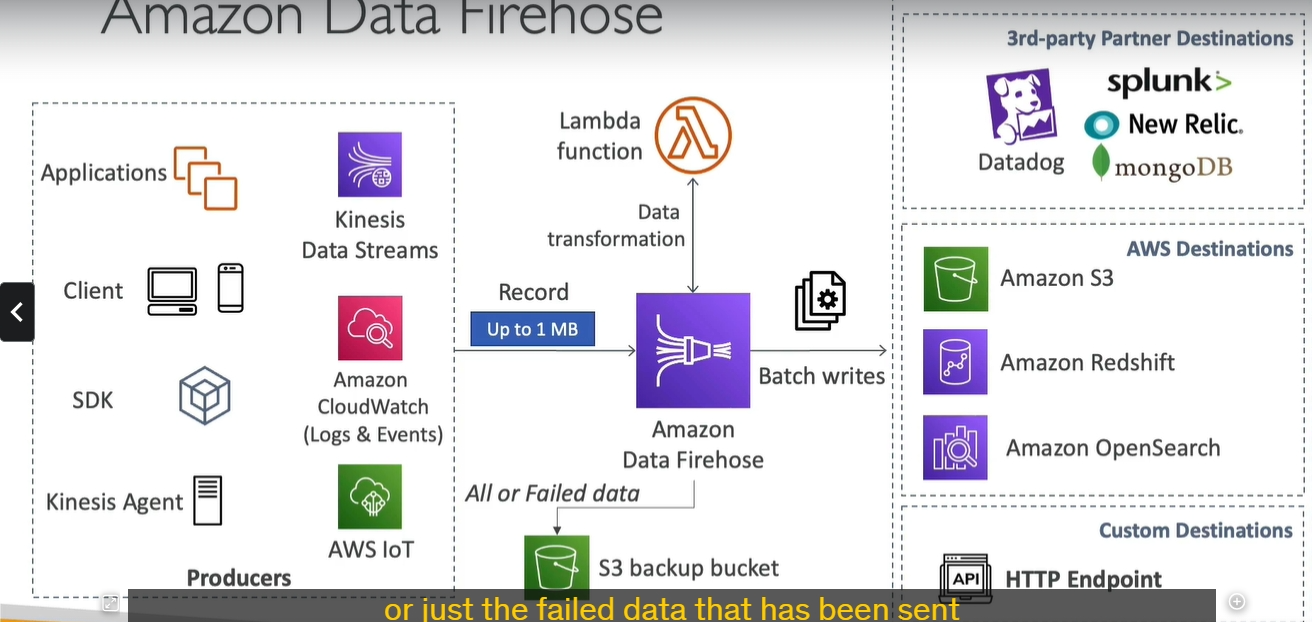 Amazon Data Firehose
Applications
Client
SDK
Kinesis Agent
Kinesis
Data Streams
Amazon
CloudWatch
(Logs & Events)
AWS IoT
Producers
Record
Up to 1 MB
Lambda
function
Data
transformation
Amazon
Data Firehose
All or Failed data
S3 backup bucket
Batch writes
3rd-party Partner Destinations
Datadog
splunk>
New Relic.
mongoDB
AWS Destinations
Amazon S3
Amazon Redshift
Amazon OpenSearch
Custom Destinations
API
HTTP Endpoint
or just the failed data that has been sent